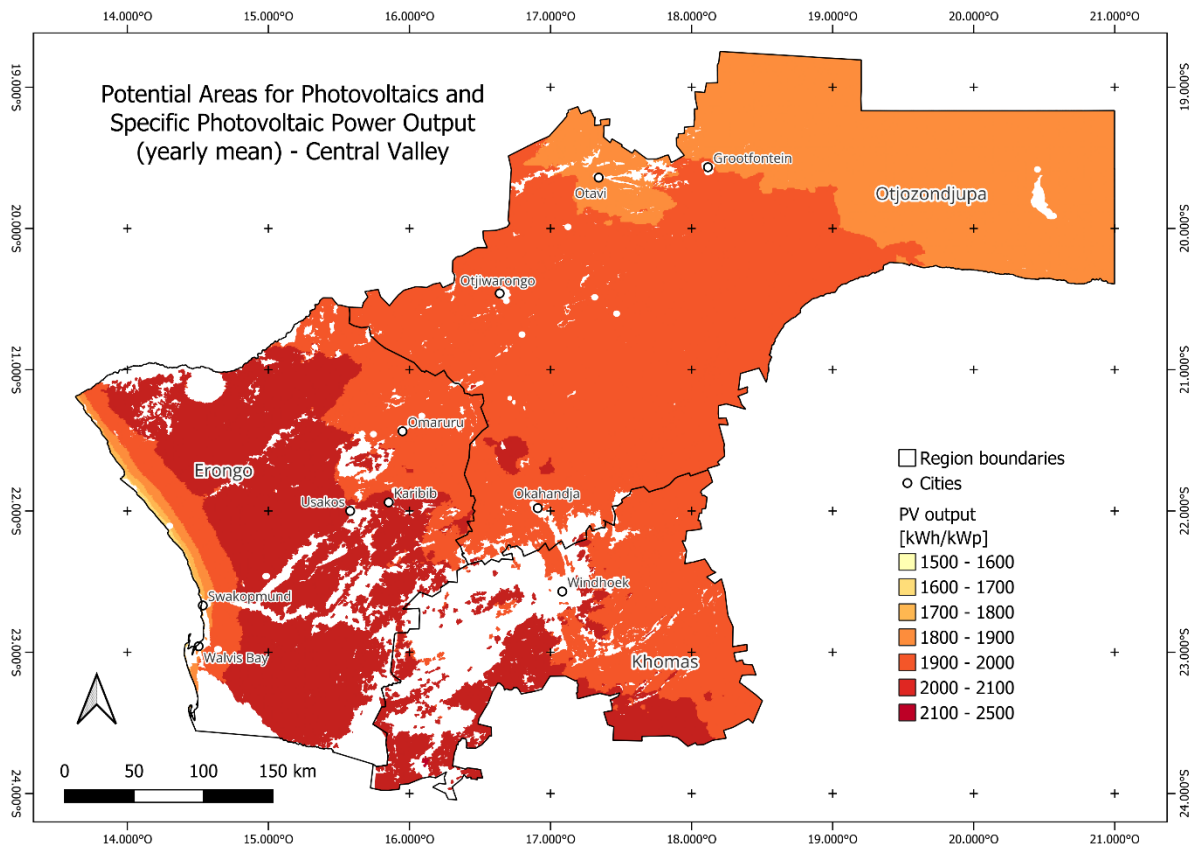 14.000°O 15.000°O 16.000°O 17.000°O 18.000°O 19.000°O 20.000°O 21.000°O
19.000°S 19.000°S
Potential Areas for Photovoltaics and
Specific Photovoltaic Power Output
(yearly mean) - Central Valley
Grootfontein
Otavi
Otjozondjupa
20.000°S 20.000°S
Otjiwarongo
21.000°S 21.000°S
Omaruru
Erongo
Karibib
Usakos
Okahandja
22.000°S 22.000°S
Windhoek
Swakopmund
Walvis Bay
Khomas
23.000°S 23.000°S
Region boundaries
Cities
PV output
[kWh/kWp]
1500 - 1600
1600 - 1700
1700 - 1800
1800 - 1900
1900 - 2000
2000 - 2100
2100 - 2500
0 50 100 150 km
24.000°S 24.000°S
14.000°O 15.000°O 16.000°O 17.000°O 18.000°O 19.000°O 20.000°O 21.000°O